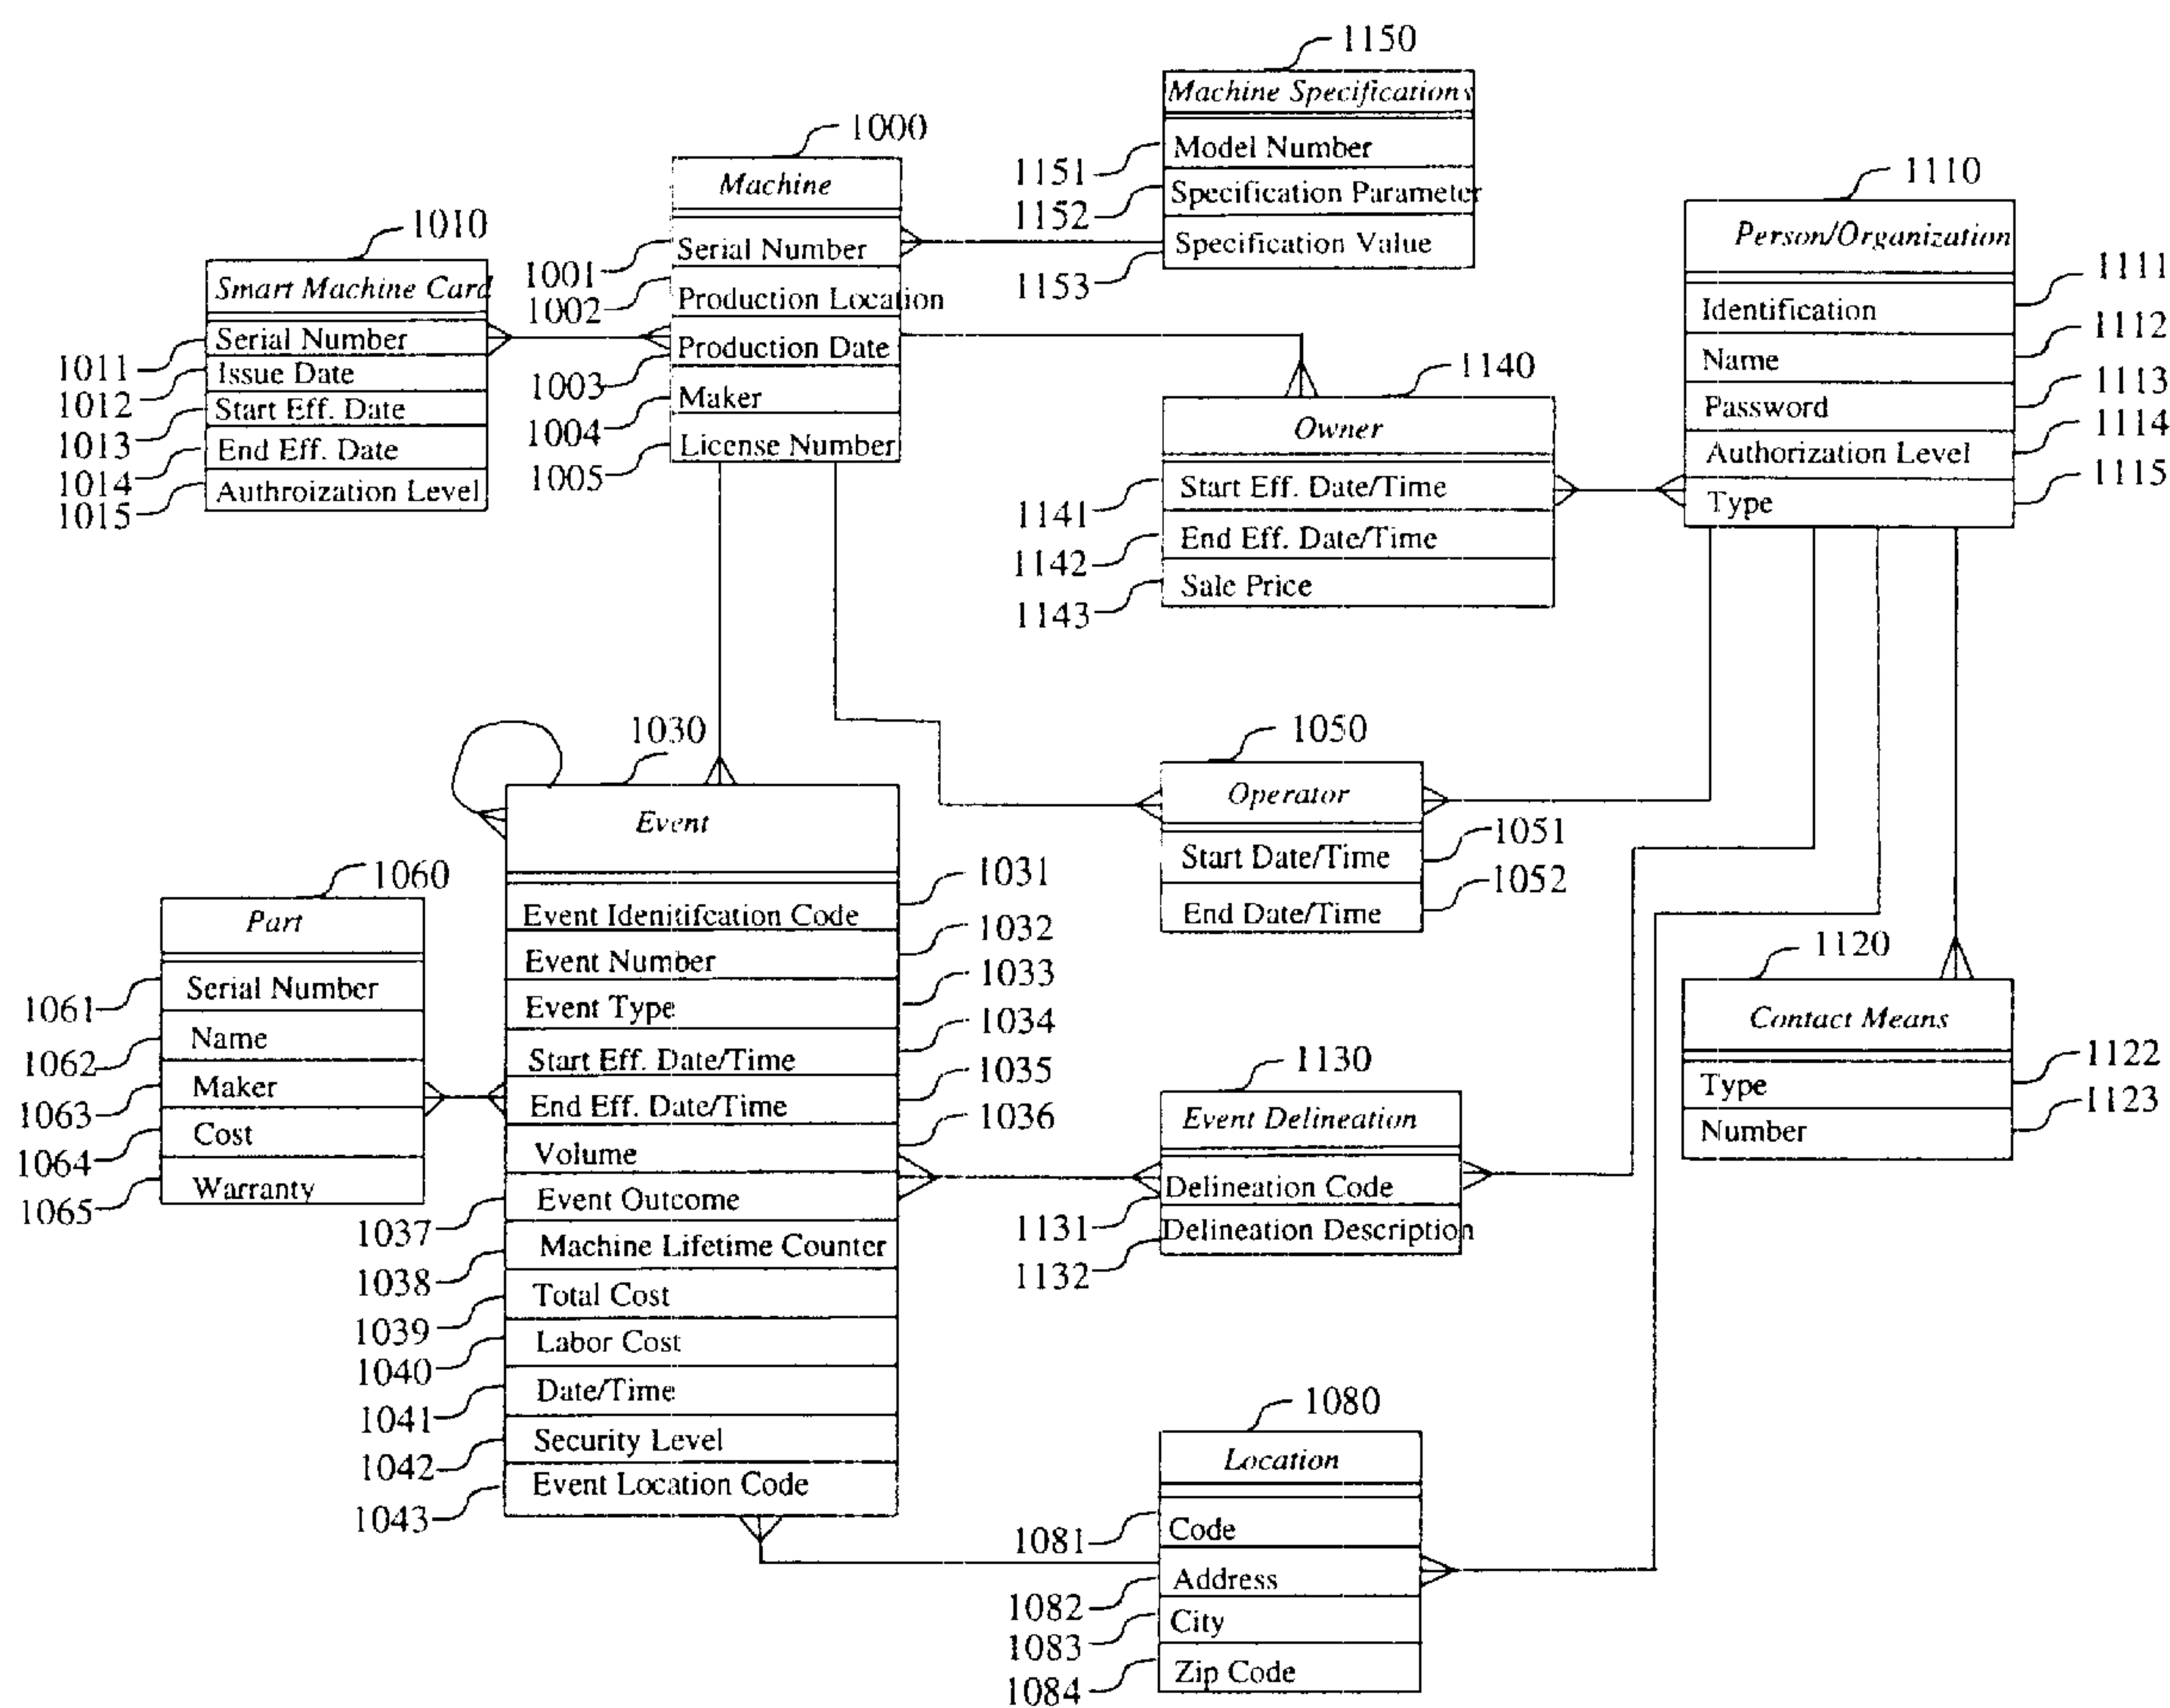 1150
Machine Specifications
1151
Model Number
1152
Specification Parameter
1153
Specification Value
1000
Machine
1001
Serial Number
1002
Production Location
1003
Production Date
1004
Maker
1005
License Number
1010
Smart Machine Card
1011
Serial Number
1012
Issue Date
1013
Start Eff. Date
1014
End Eff. Date
1015
Authroization Level
1110
Person/Organization
Identification
1111
Name
1112
Password
1113
Authorization Level
1114
Type
1115
1140
Owner
1141
Start Eff. Date/Time
1142
End Eff. Date/Time
1143
Sale Price
1030
Event
Event Idenitifcation Code
1031
Event Number
1032
Event Type
1033
Start Eff. Date/Time
1034
End Eff. Date/Time
1035
Volume
1036
1037
Event Outcome
1038
Machine Lifetime Counter
1039
Total Cost
1040
Labor Cost
1041
Date/Time
1042
Security Level
1043
Event Location Code
1050
Operator
Start Date/Time
1051
End Date/Time
1052
1060
Part
1061
Serial Number
1062
Name
1063
Maker
1064
Cost
1065
Warranty
1120
Contact Means
Type
1122
Number
1123
1130
Event Delineation
1131
Delineation Code
1132
Delineation Description
1080
Location
1081
Code
1082
Address
1083
City
1084
Zip Code